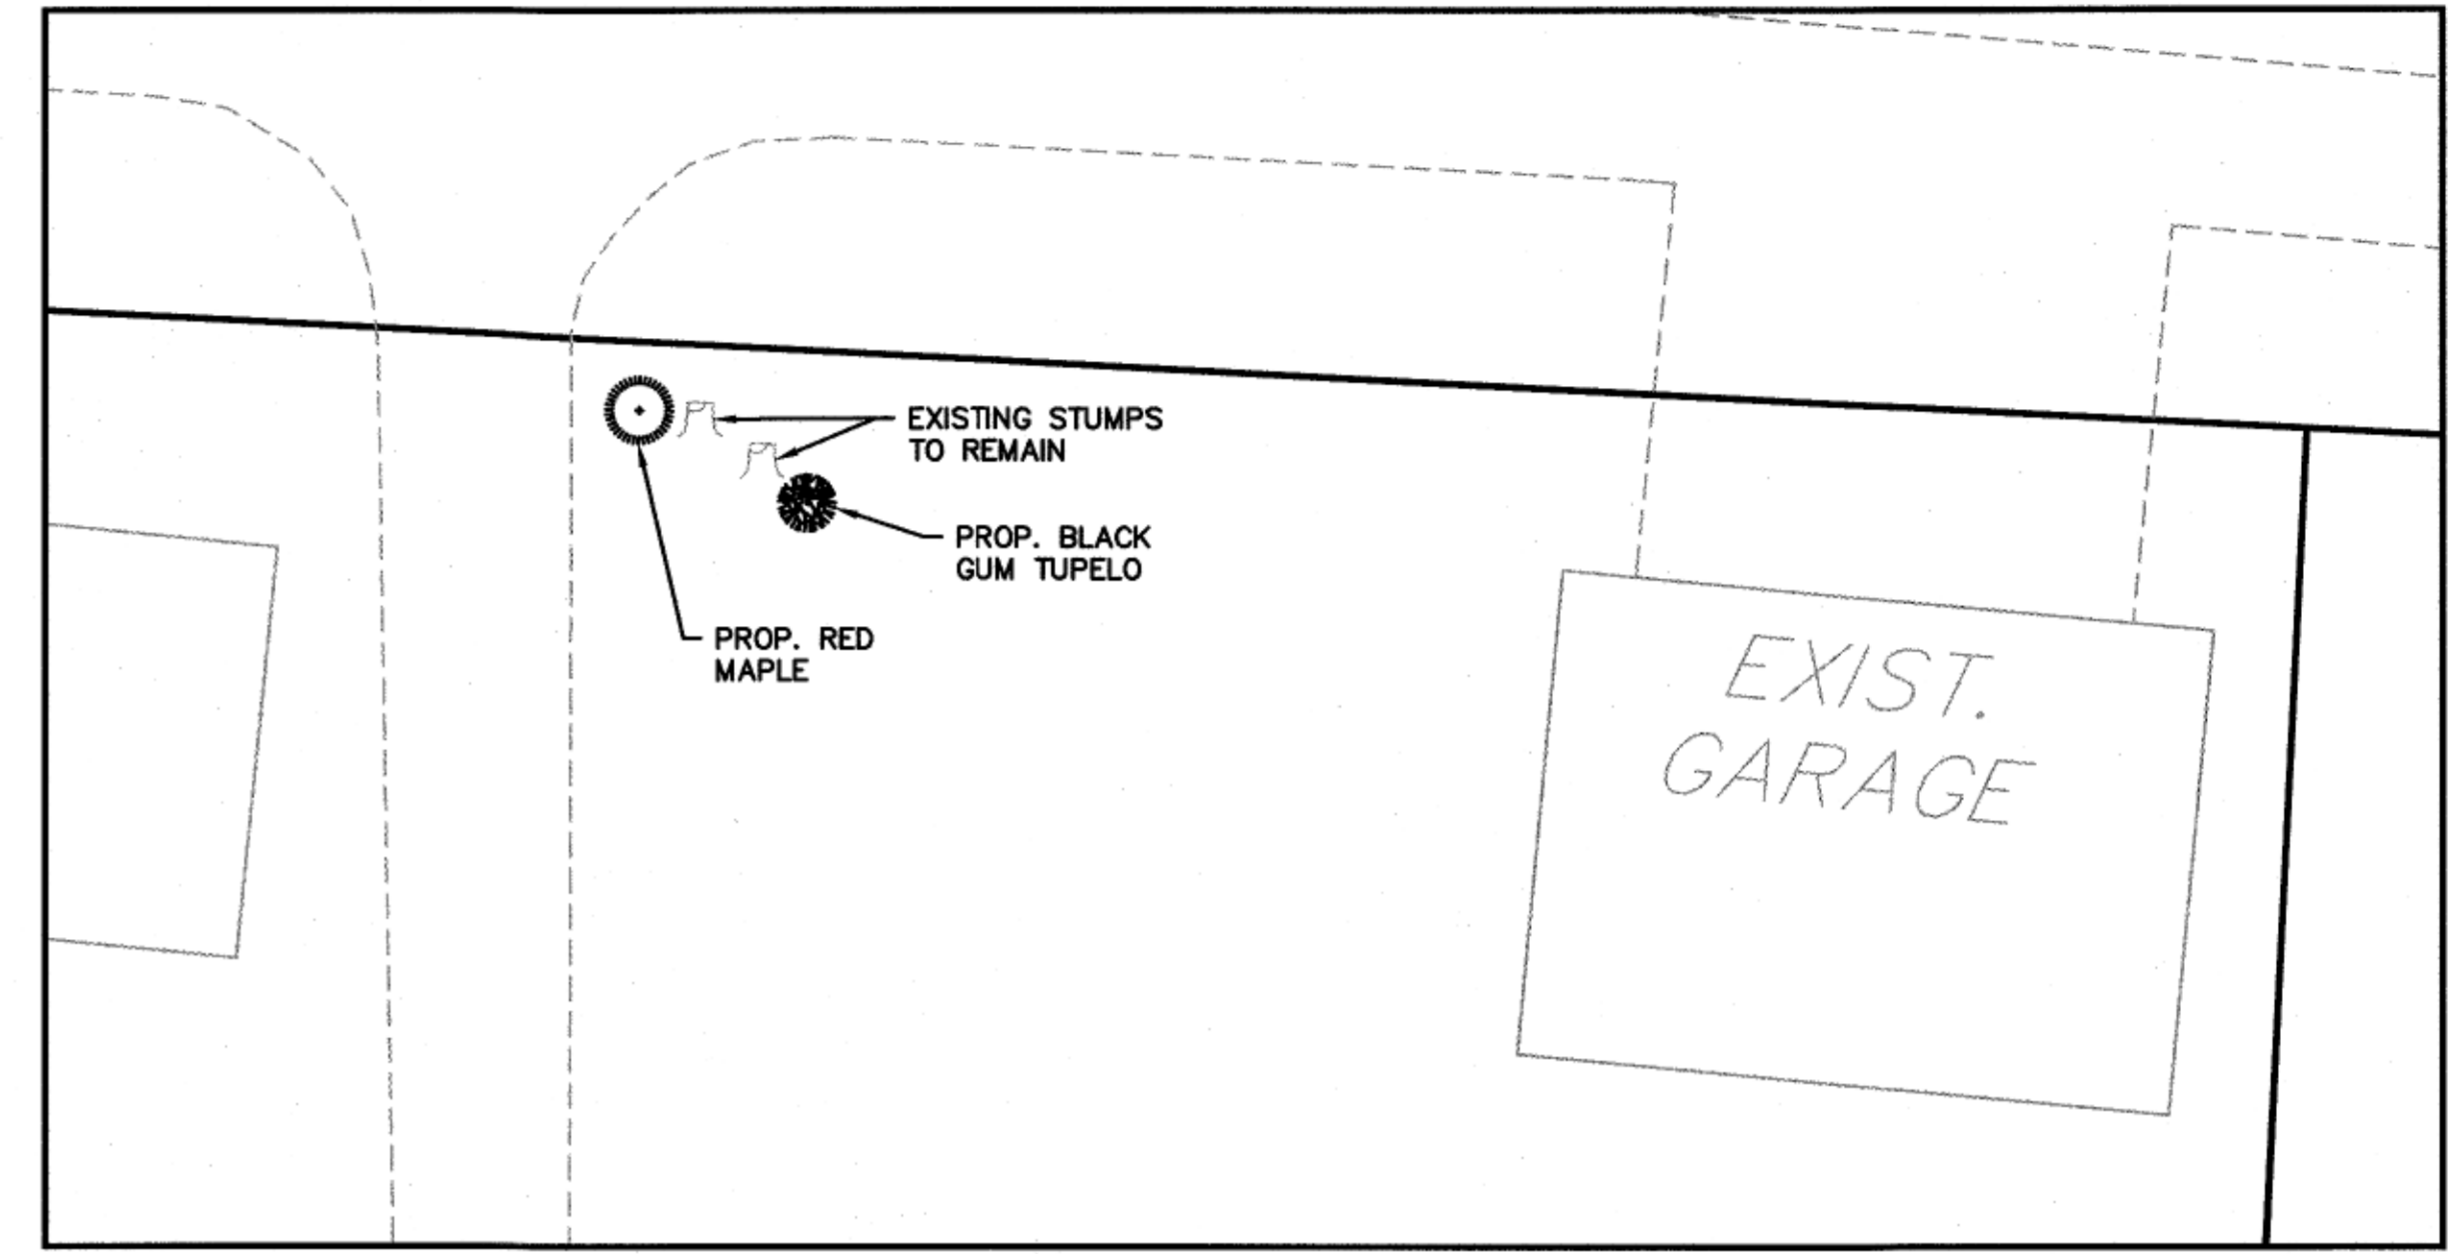 EXISTING STUMPS
TO REMAIN
PROP. BLACK
GUM TUPELO
PROP. RED
MAPLE
EXIST.
GARAGE